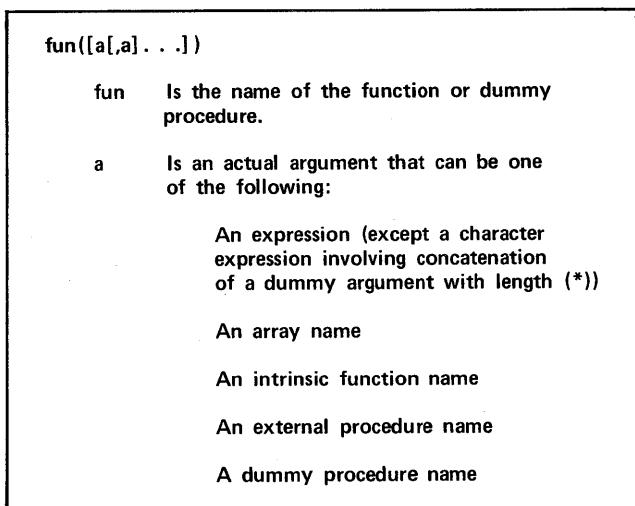 fun([a[,a] . . .])
fun Is the name of the function or dummy
procedure.
a Is an actual argument that can be one
of the following:
An expression (except a character
expression involving concatenation
of a dummy argument with length (*))
An array name
An intrinsic function name
An external procedure name
A dummy procedure name